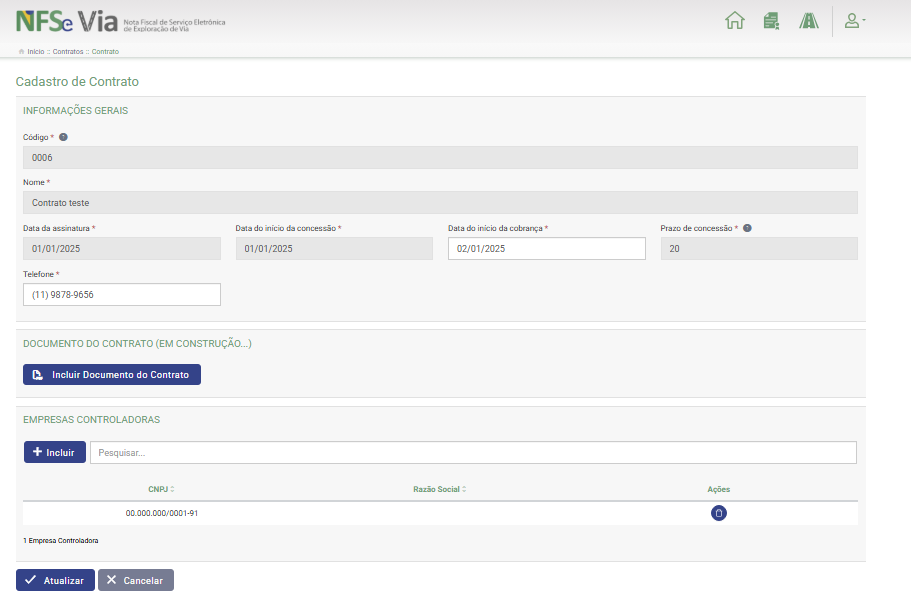 NFSe Via Nota Fiscal de Serviço Eletrônica
de Exploração de Via
Início :: Contratos :: Contrato
Cadastro de Contrato
INFORMAÇÕES GERAIS
Código * ?
0006
Nome *
Contrato teste
Data da assinatura * Data do início da concessão * Data do início da cobrança * Prazo de concessão * ?
01/01/2025 01/01/2025 02/01/2025 20
Telefone *
(11) 9878-9656
DOCUMENTO DO CONTRATO (EM CONSTRUÇÃO...)
Incluir Documento do Contrato
EMPRESAS CONTROLADORAS
Incluir Pesquisar...
CNPJ Razão Social Ações
00.000.000/0001-91
1 Empresa Controladora
Atualizar Cancelar